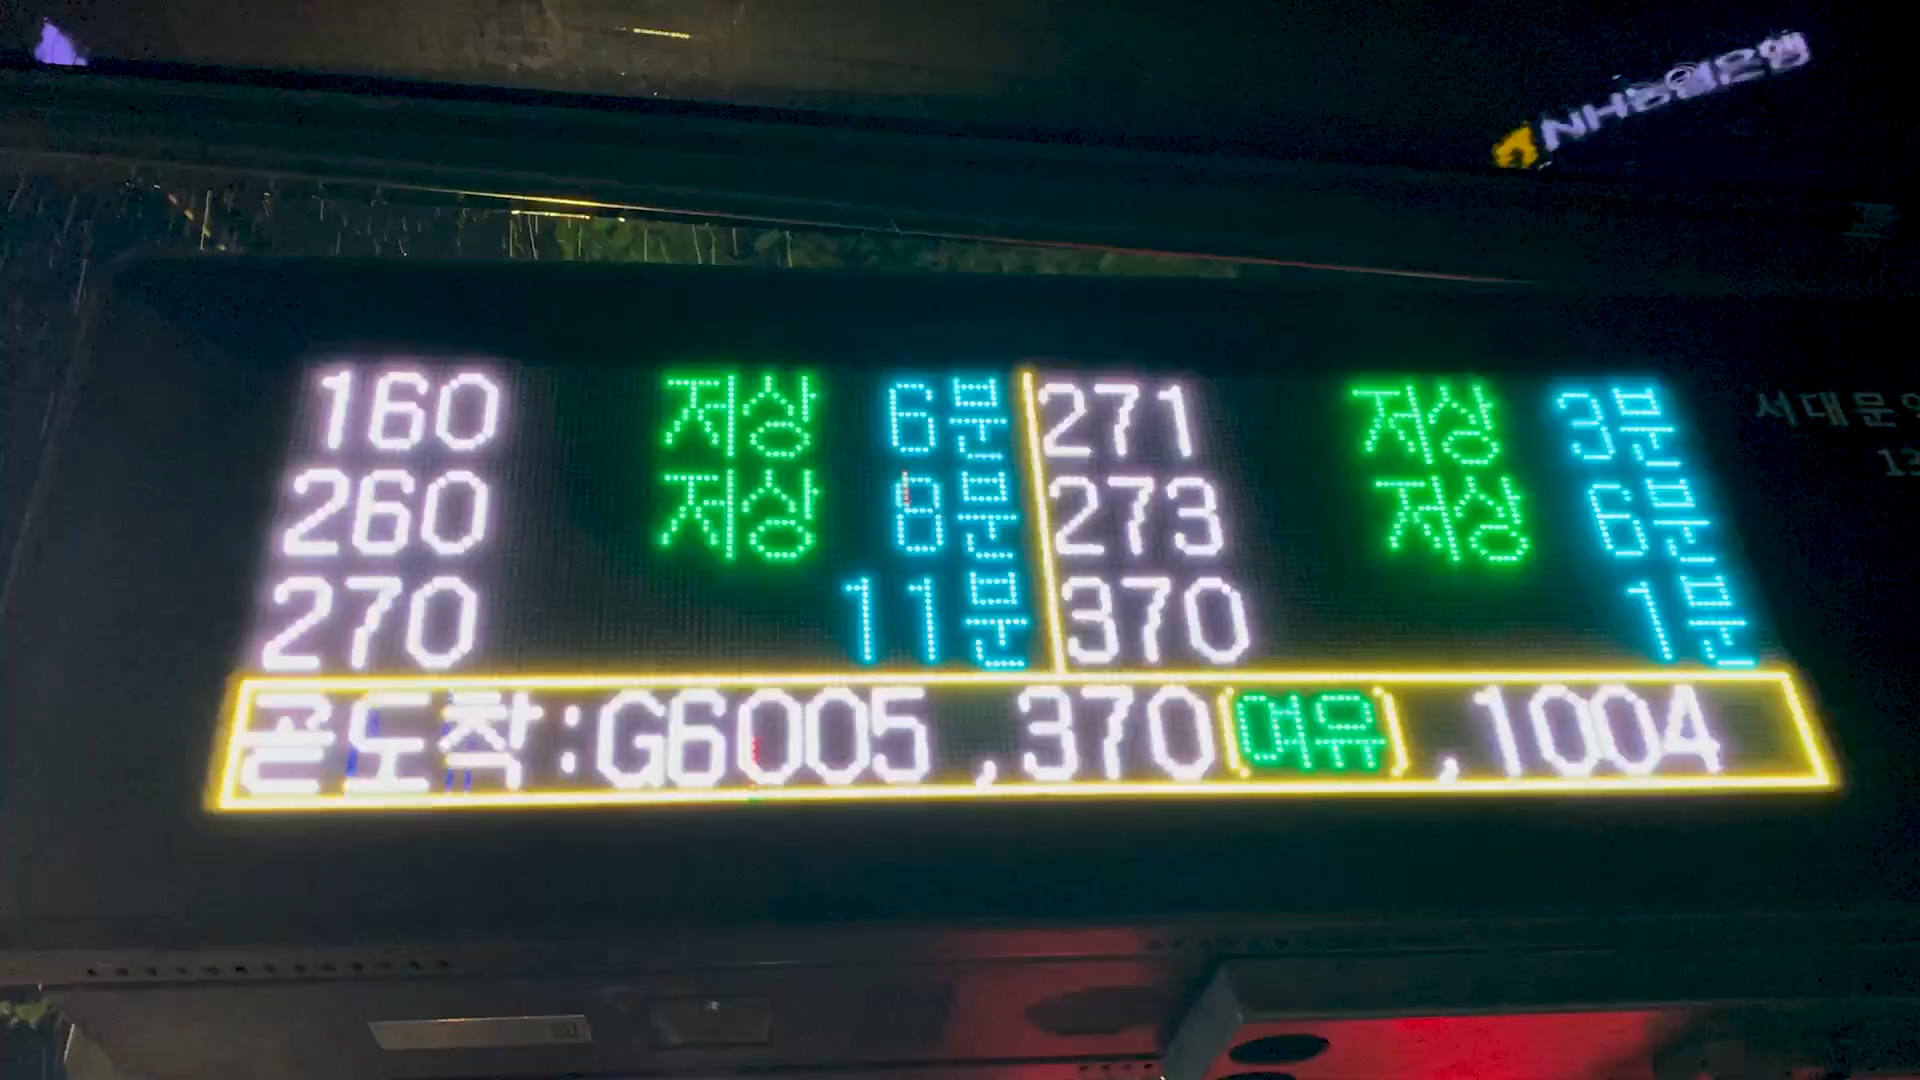 NH농협은행
160 저상 6분 271 저상 3분
260 저상 8분 273 저상 6분
270 11분 370 1분
곧도착:G6005 ,370(여유),1004
서대문역
13